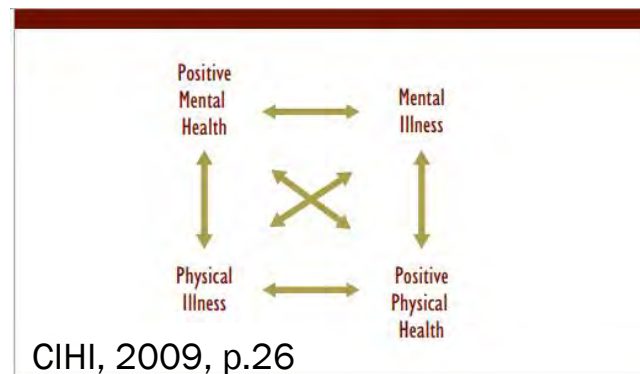 Positive
Mental
Health
Mental
Illness
Physical
Illness
Positive
Physical
Health
CIHI, 2009, p.26